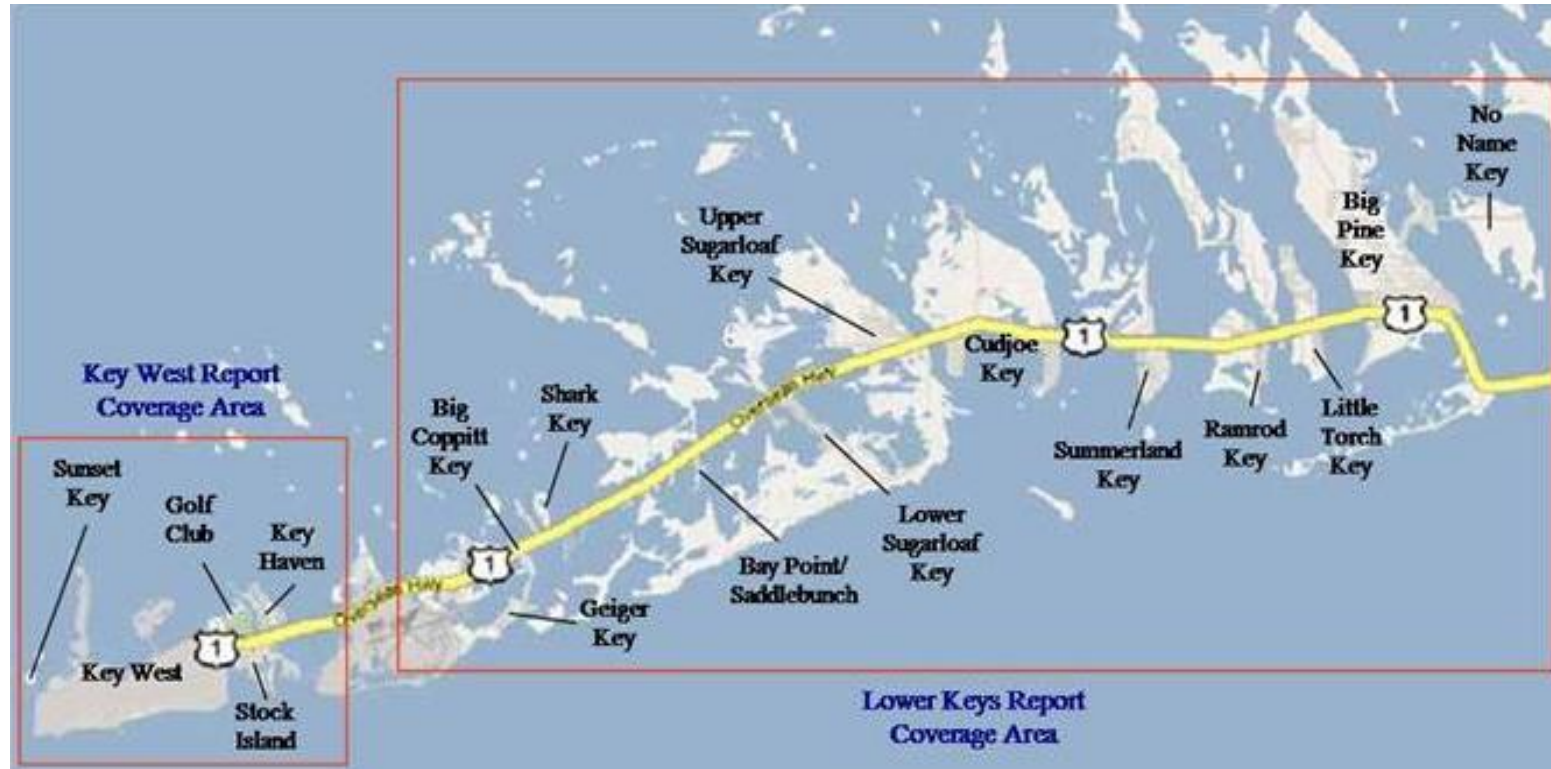 No
Name
Key
Big
Pine
Key
Upper
Sugarloaf
Key
1
1
Cudjoe
Key
Overseas Hwy
Key West Report
Coverage Area
Big
Coppitt
Key
Shark
Key
Summerland
Key
Ramrod
Key
Little
Torch
Key
Sunset
Key
Golf
Club
Key
Haven
Lower
Sugarloaf
Key
Bay Point/
Saddlebunch
1
Overseas Hwy
Geiger
Key
1
Key West
Stock
Island
Lower Keys Report
Coverage Area